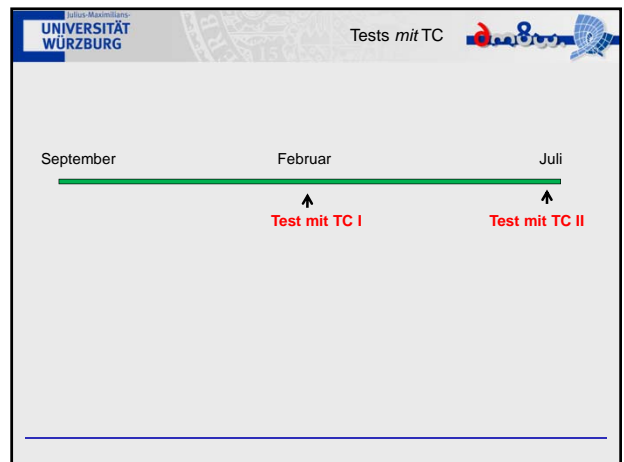 Julius-Maximilians-
UNIVERSITÄT
WÜRZBURG
Tests mit TC
September Februar Juli
Test mit TC I Test mit TC II